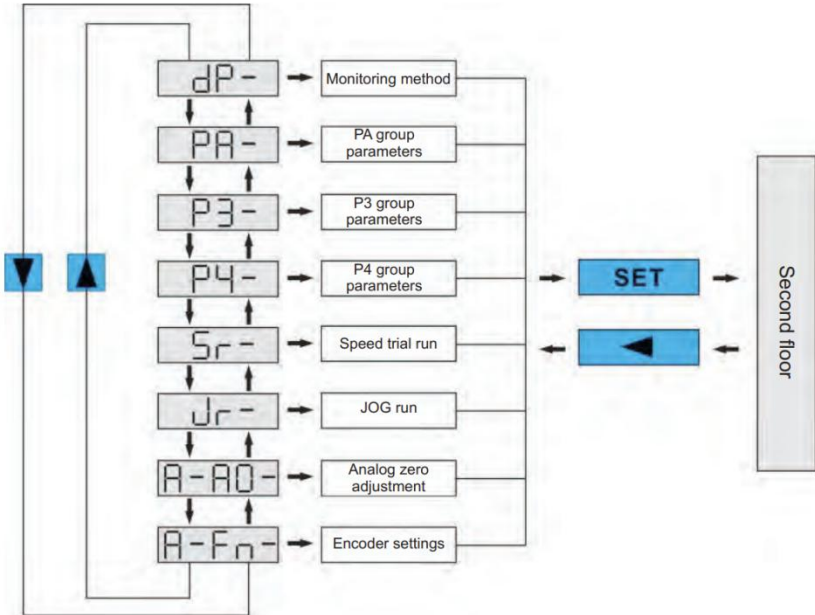 dP-
Monitoring method
PA-
PA group
parameters
P3-
P3 group
parameters
P4-
P4 group
parameters
SET
Sr-
Speed trial run
Jr-
JOG run
A-A0-
Analog zero
adjustment
A-Fn-
Encoder settings
Second floor